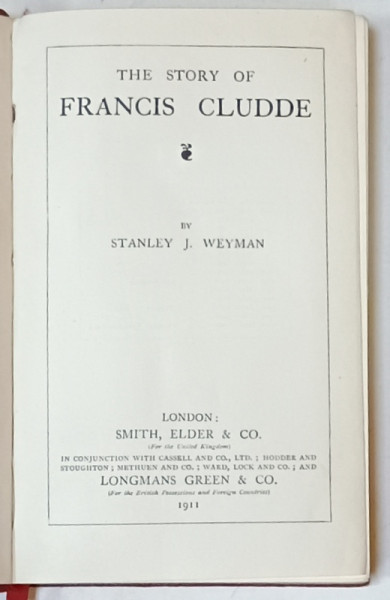 THE STORY OF
FRANCIS CLUDDE
BY
STANLEY J. WEYMAN
LONDON:
SMITH, ELDER & CO.
(For the United Kingdom)
IN CONJUNCTION WITH CASSELL AND CO., LTD.; HODDER AND
STOUGHTON; METHUEN AND CO.; WARD, LOCK AND CO.; AND
LONGMANS GREEN & CO.
(For the British Possessions and Foreign Countries)
1911